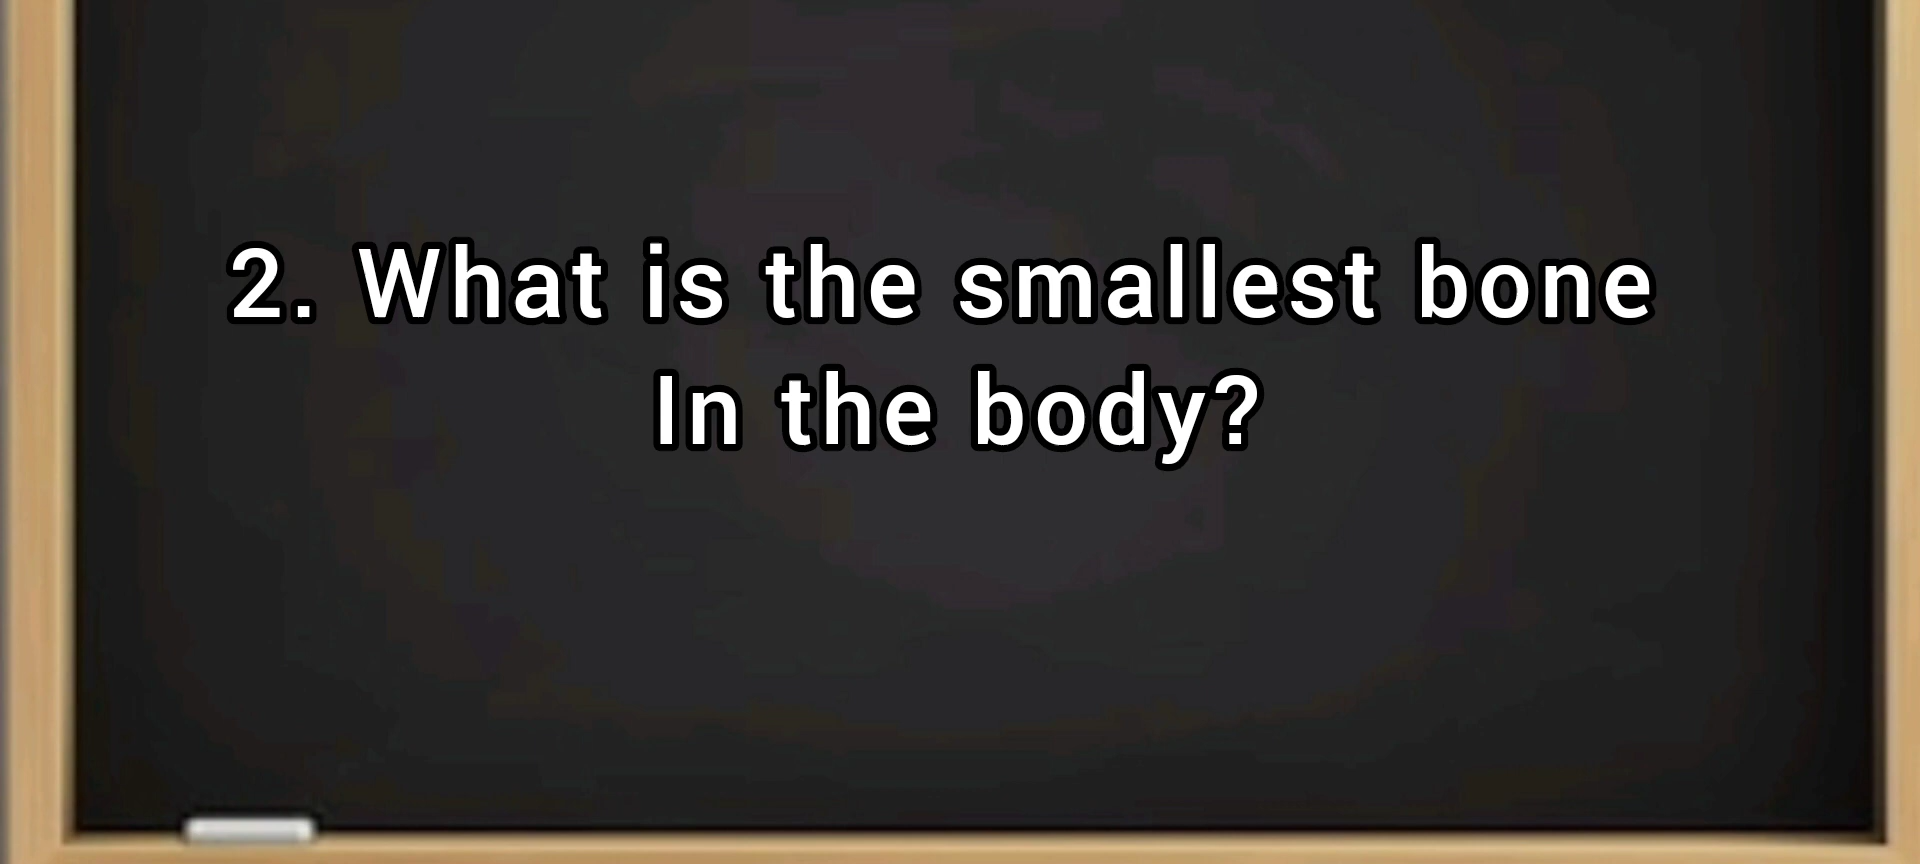 2. What is the smallest bone
In the body?